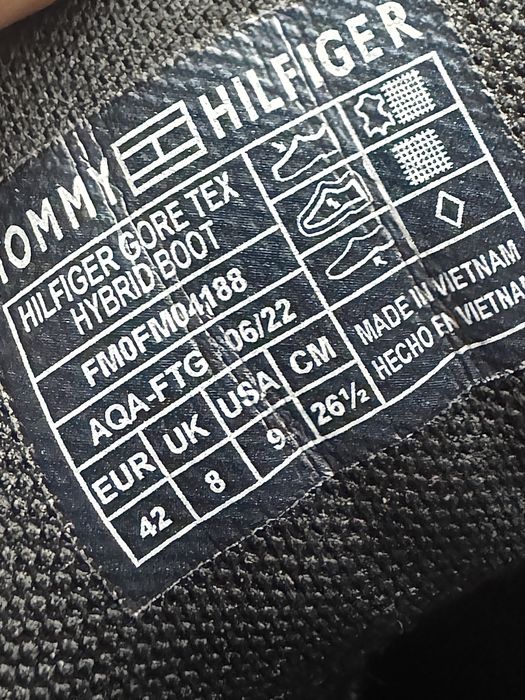 TOMMY HILFIGER
HILFIGER GORE TEX
HYBRID BOOT
FM0FM04188
AQA-FTG 06/22
EUR UK USA CM
42 8 9 26½
MADE IN VIETNAM
HECHO EN VIETNAM